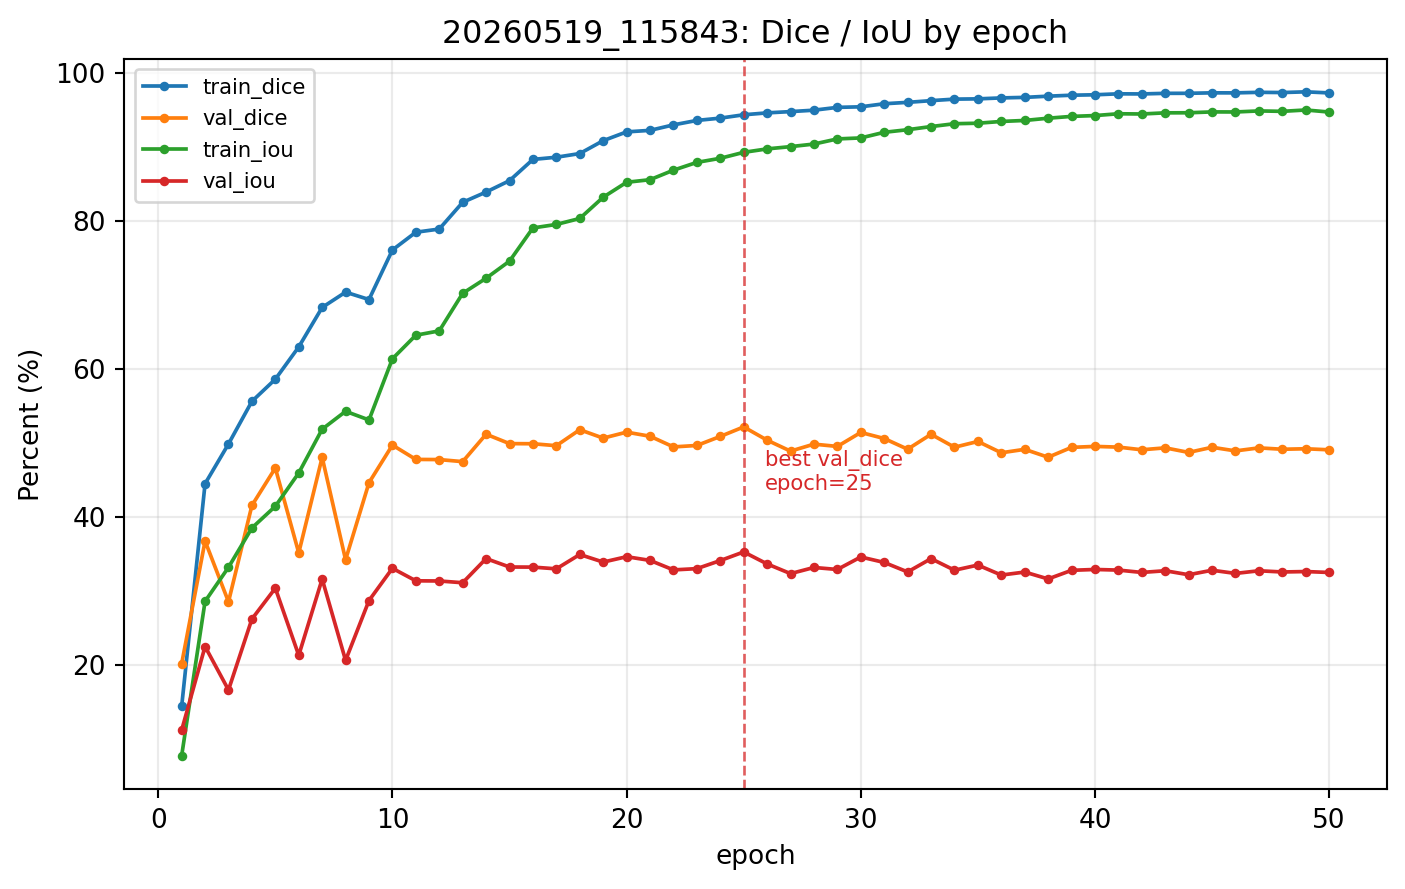 20260519_115843: Dice / IoU by epoch
train_dice
val_dice
train_iou
val_iou
Percent (%)
100
80
60
40
20
best val_dice
epoch=25
0
10
20
30
40
50
epoch